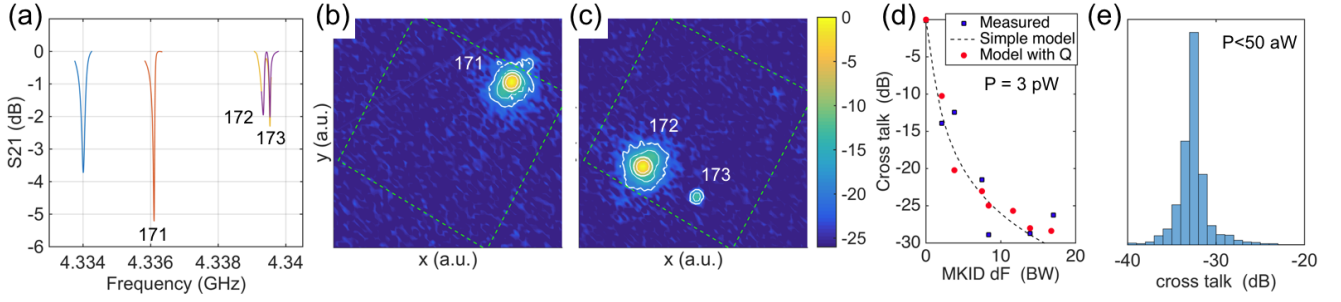 (a)
S21 (dB)
0
-1
-2
-3
-4
-5
-6
172
173
171
4.334
4.336
4.338
4.34
Frequency (GHz)
(b)
171
y (a.u.)
x (a.u.)
(c)
172
173
x (a.u.)
0
-5
-10
-15
-20
-25
(d)
Measured
Simple model
Model with Q
P = 3 pW
Cross talk (dB)
0
-5
-10
-15
-20
-25
-30
0
10
20
MKID dF (BW)
(e)
P<50 aW
-40
-30
-20
cross talk (dB)